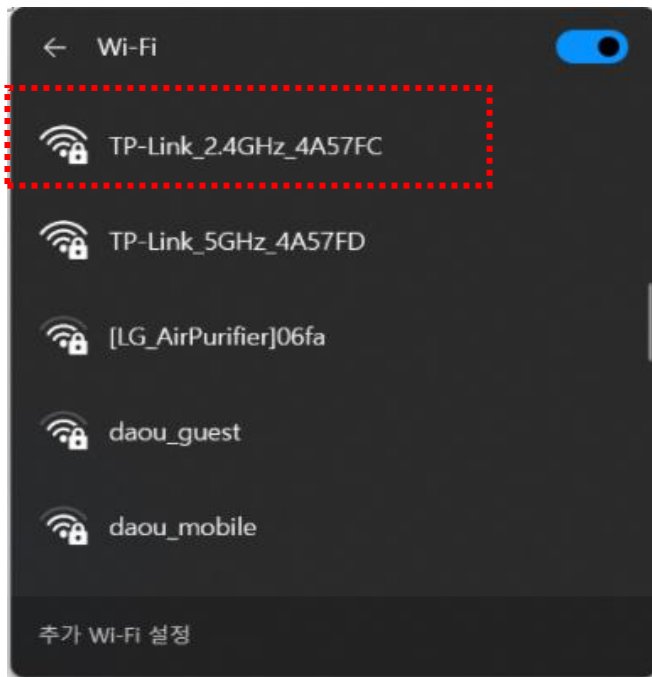 Wi-Fi
TP-Link_2.4GHz_4A57FC
TP-Link_5GHz_4A57FD
[LG_AirPurifier]06fa
daou_guest
daou_mobile
추가 Wi-Fi 설정